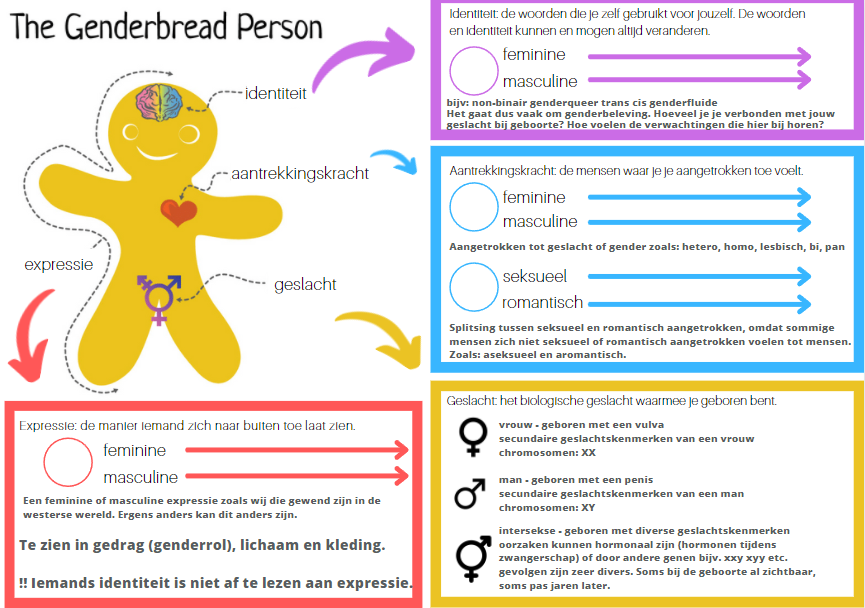 The Genderbread Person
identiteit
aantrekkingskracht
expressie
geslacht
Identiteit: de woorden die je zelf gebruikt voor jouzelf. De woorden
en identiteit kunnen en mogen altijd veranderen.
feminine
masculine
bijv: non-binair genderqueer trans cis genderfluide
Het gaat dus vaak om genderbeleving. Hoeveel je je verbonden met jouw
geslacht bij geboorte? Hoe voelen de verwachtingen die hier bij horen?
Aantrekkingskracht: de mensen waar je je aangetrokken toe voelt.
feminine
masculine
Aangetrokken tot geslacht of gender zoals: hetero, homo, lesbisch, bi, pan
seksueel
romantisch
Splitsing tussen seksueel en romantisch aangetrokken, omdat sommige
mensen zich niet seksueel of romantisch aangetrokken voelen tot mensen.
Zoals: aseksueel en aromantisch.
Expressie: de manier iemand zich naar buiten toe laat zien.
feminine
masculine
Een feminine of masculine expressie zoals wij die gewend zijn in de
westerse wereld. Ergens anders kan dit anders zijn.
Te zien in gedrag (genderrol), lichaam en kleding.
!! Iemands identiteit is niet af te lezen aan expressie.
Geslacht: het biologische geslacht waarmee je geboren bent.
vrouw - geboren met een vulva
secundaire geslachtskenmerken van een vrouw
chromosomen: XX
man - geboren met een penis
secundaire geslachtskenmerken van een man
chromosomen: XY
intersekse - geboren met diverse geslachtskenmerken
oorzaken kunnen hormonaal zijn (hormonen tijdens
zwangerschap) of door andere genen bijv. xxy xyy etc.
gevolgen zijn zeer divers. Soms bij de geboorte al zichtbaar,
soms pas jaren later.